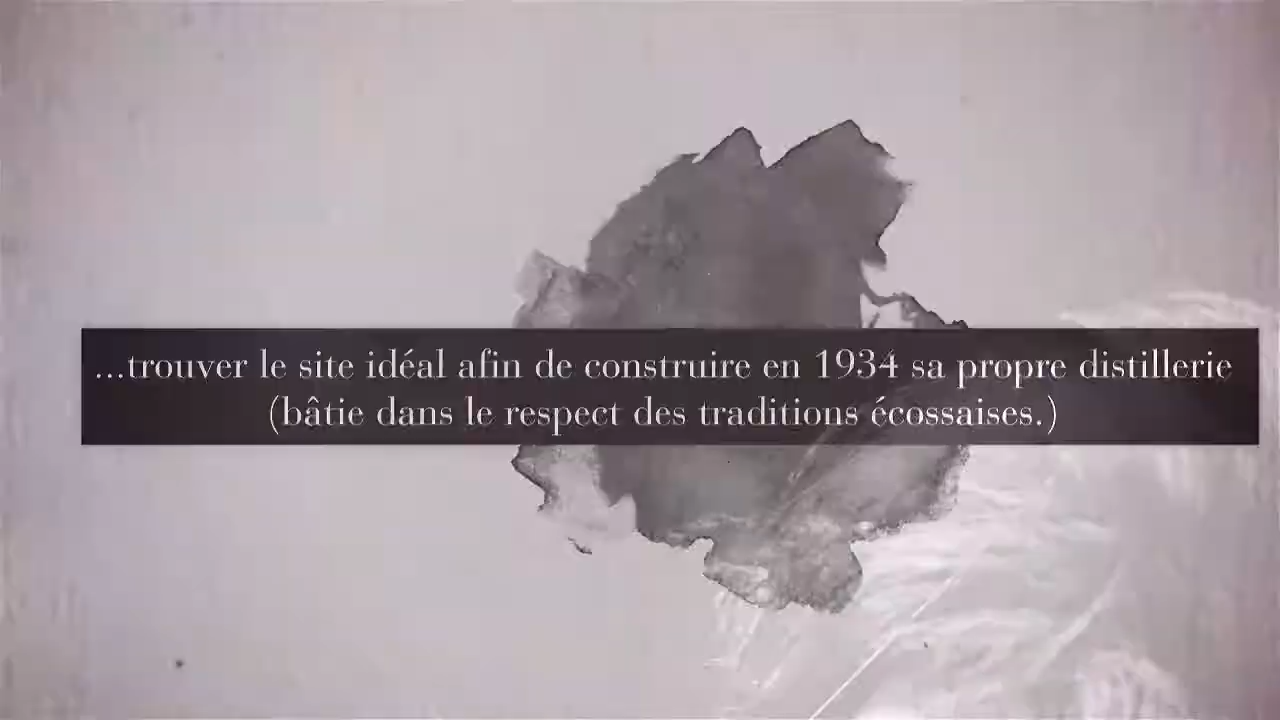 ...trouver le site idéal afin de construire en 1934 sa propre distillerie
(bâtie dans le respect des traditions écossaises.)